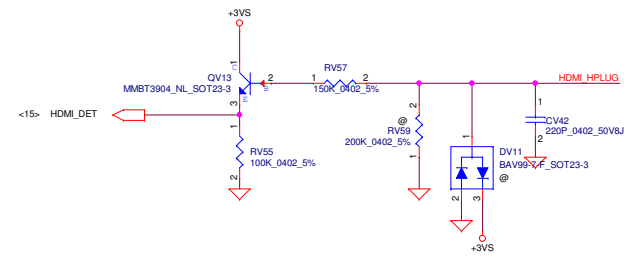 +3VS
1
C
QV13
MMBT3904_NL_SOT23-3
2
B
E
3
RV57
1
2
150K_0402_5%
HDMI_HPLUG
<15>
HDMI_DET
1
RV55
100K_0402_5%
2
2
@
RV59
200K_0402_5%
1
1
DV11
BAV99-7-F_SOT23-3
@
2
3
+3VS
1
CV42
220P_0402_50V8J
2